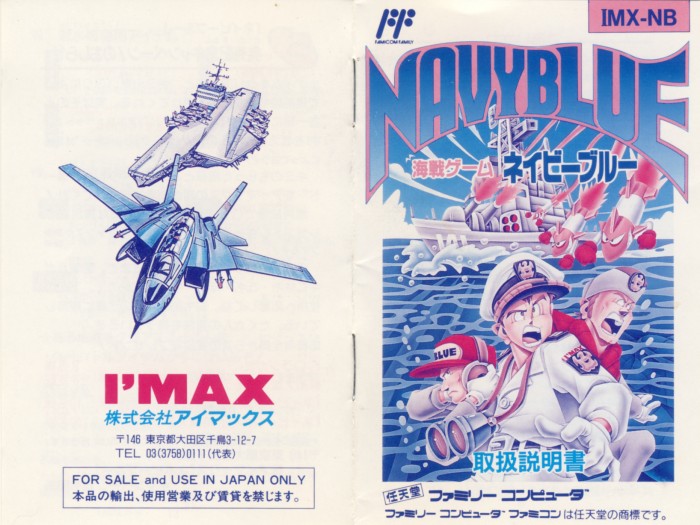 I'MAX
株式会社アイマックス
〒146 東京都大田区千鳥3-12-7
TEL 03(3758)0111(代表)
FOR SALE and USE IN JAPAN ONLY
本品の輸出、使用営業及び賃貸を禁じます。
IMX-NB
FAMICOM FAMILY
NAVYBLUE
海戦ゲーム ネイビーブルー
BLUE
I'MAX
取扱説明書
任天堂 ファミリー コンピュータ™
ファミリー コンピュータ ファミコンは任天堂の商標です。